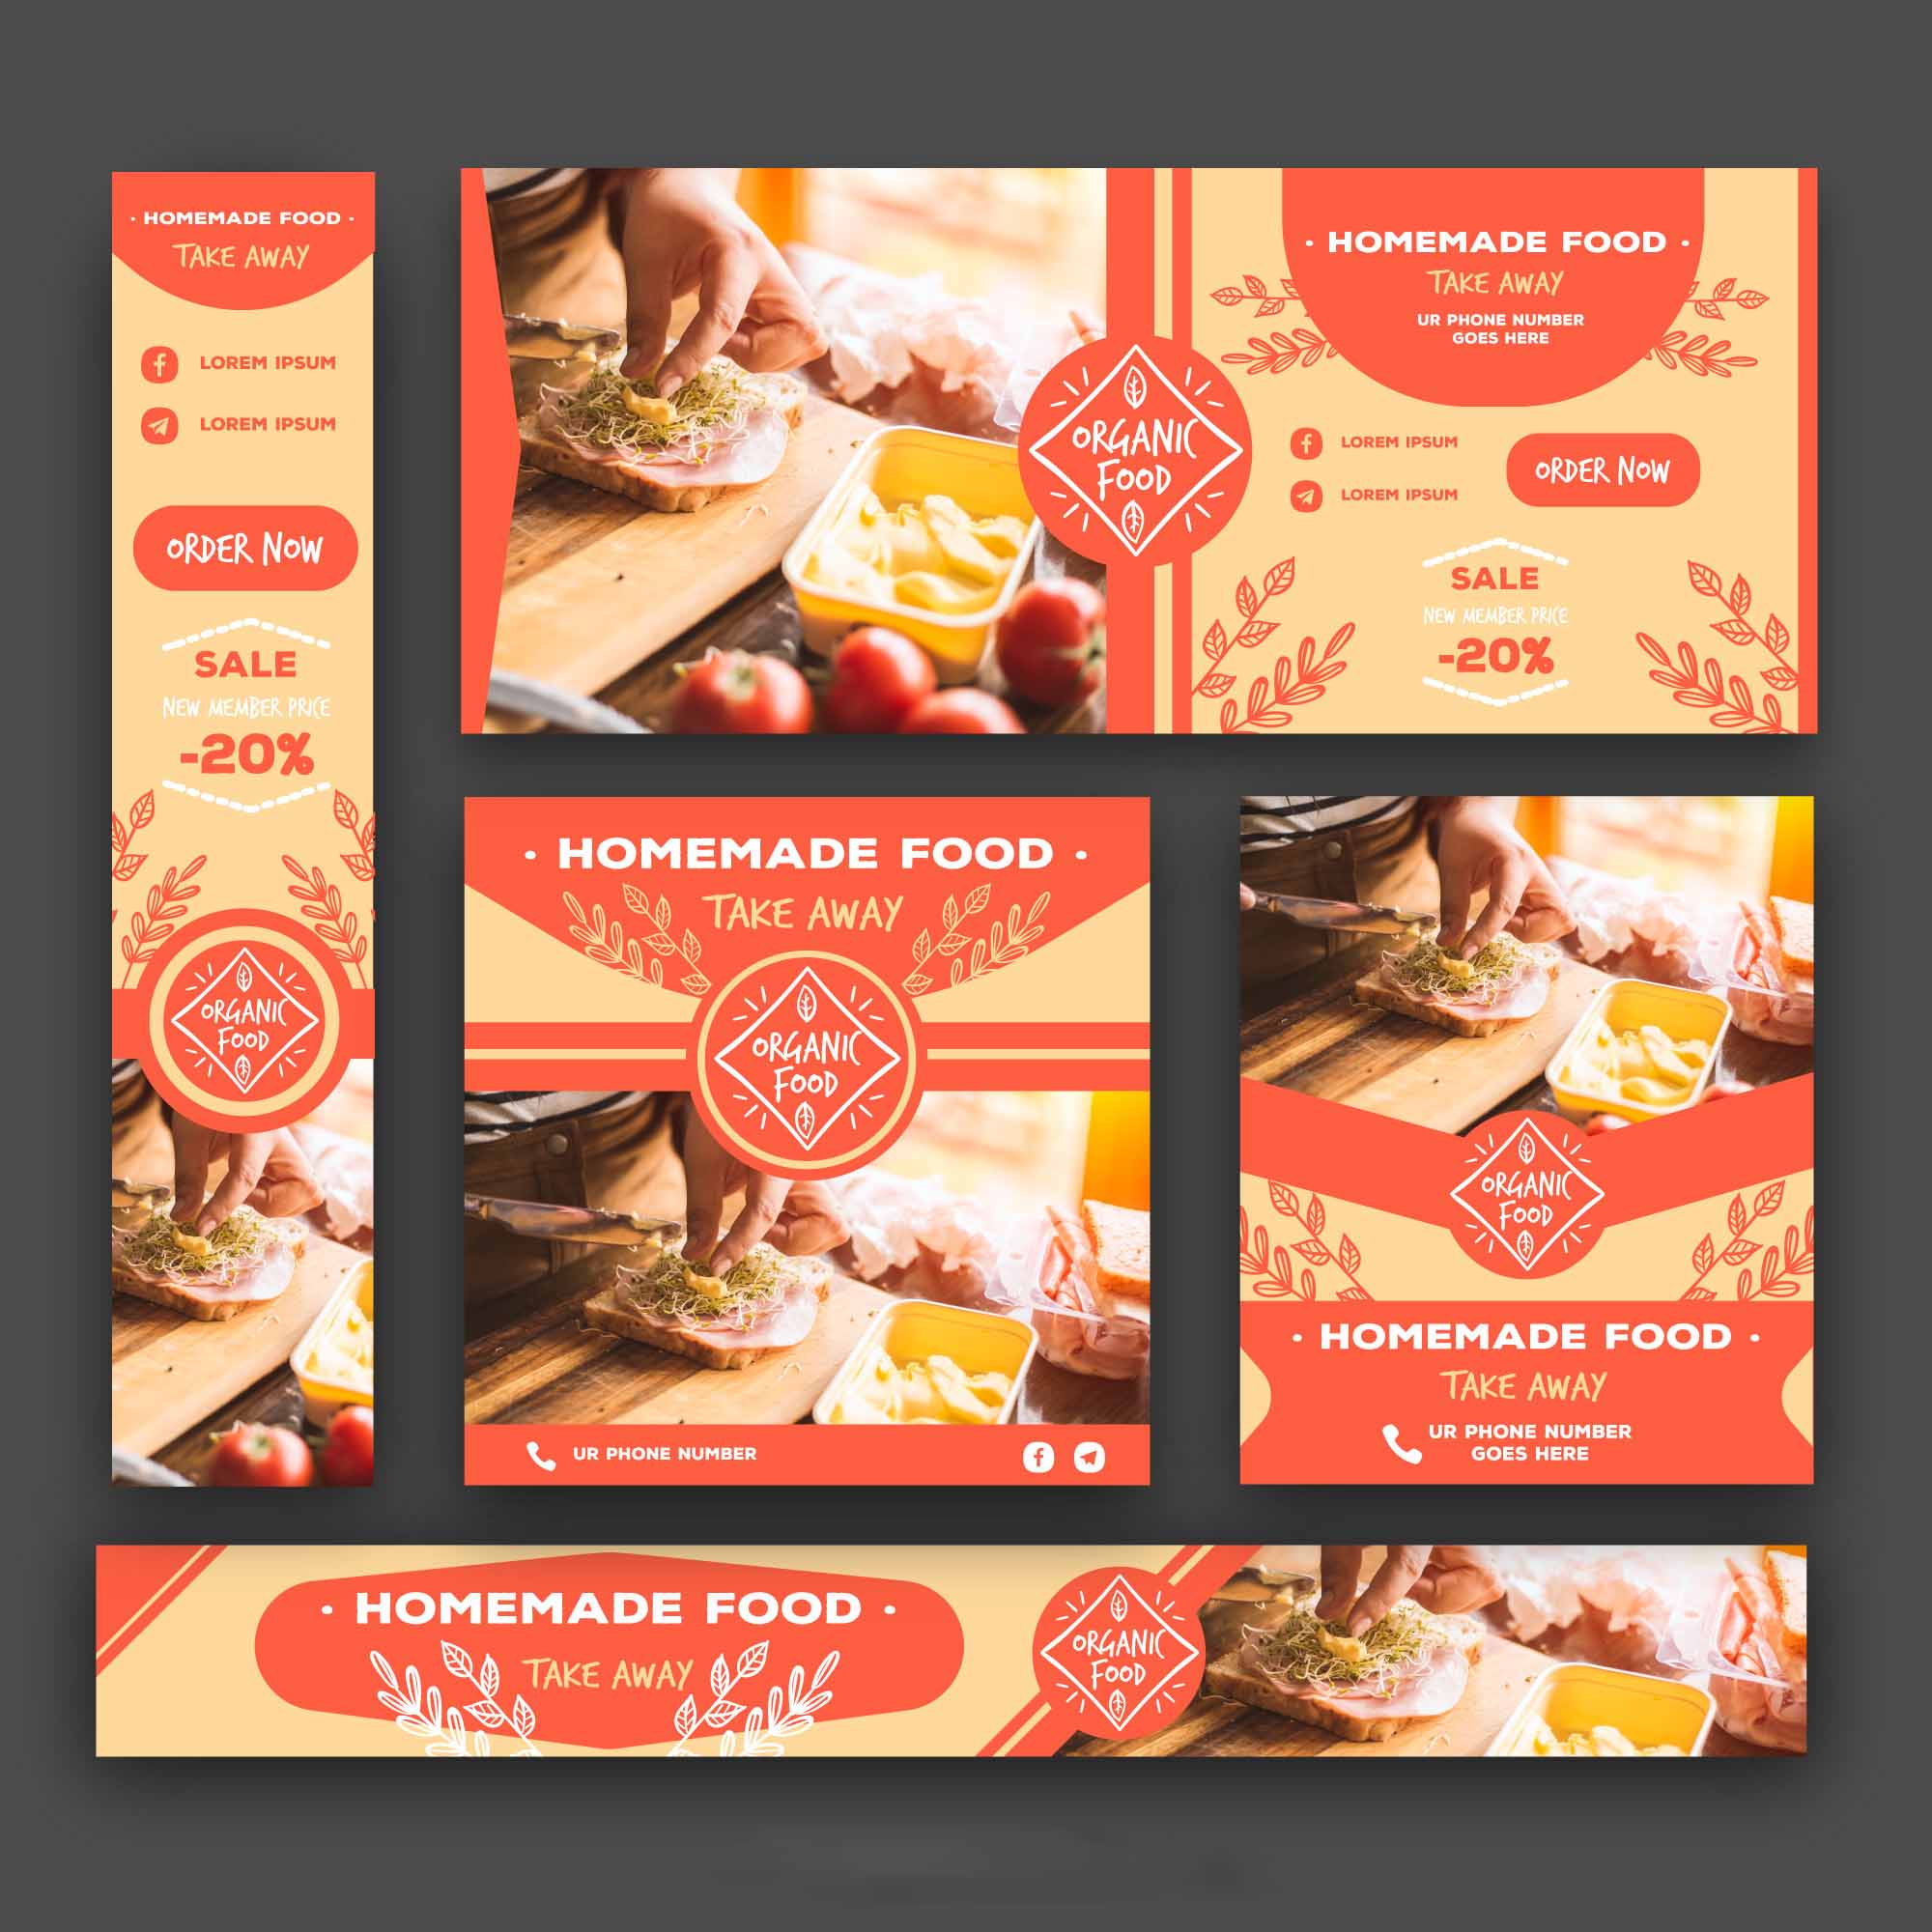 · HOMEMADE FOOD ·
TAKE AWAY
LOREM IPSUM
LOREM IPSUM
ORDER NOW
SALE
NEW MEMBER PRICE
-20%
ORGANIC
FOOD
· HOMEMADE FOOD ·
TAKE AWAY
UR PHONE NUMBER
GOES HERE
ORGANIC
FOOD
LOREM IPSUM
LOREM IPSUM
ORDER NOW
SALE
NEW MEMBER PRICE
-20%
· HOMEMADE FOOD ·
TAKE AWAY
ORGANIC
FOOD
UR PHONE NUMBER
ORGANIC
FOOD
· HOMEMADE FOOD ·
TAKE AWAY
UR PHONE NUMBER
GOES HERE
· HOMEMADE FOOD ·
TAKE AWAY
ORGANIC
FOOD